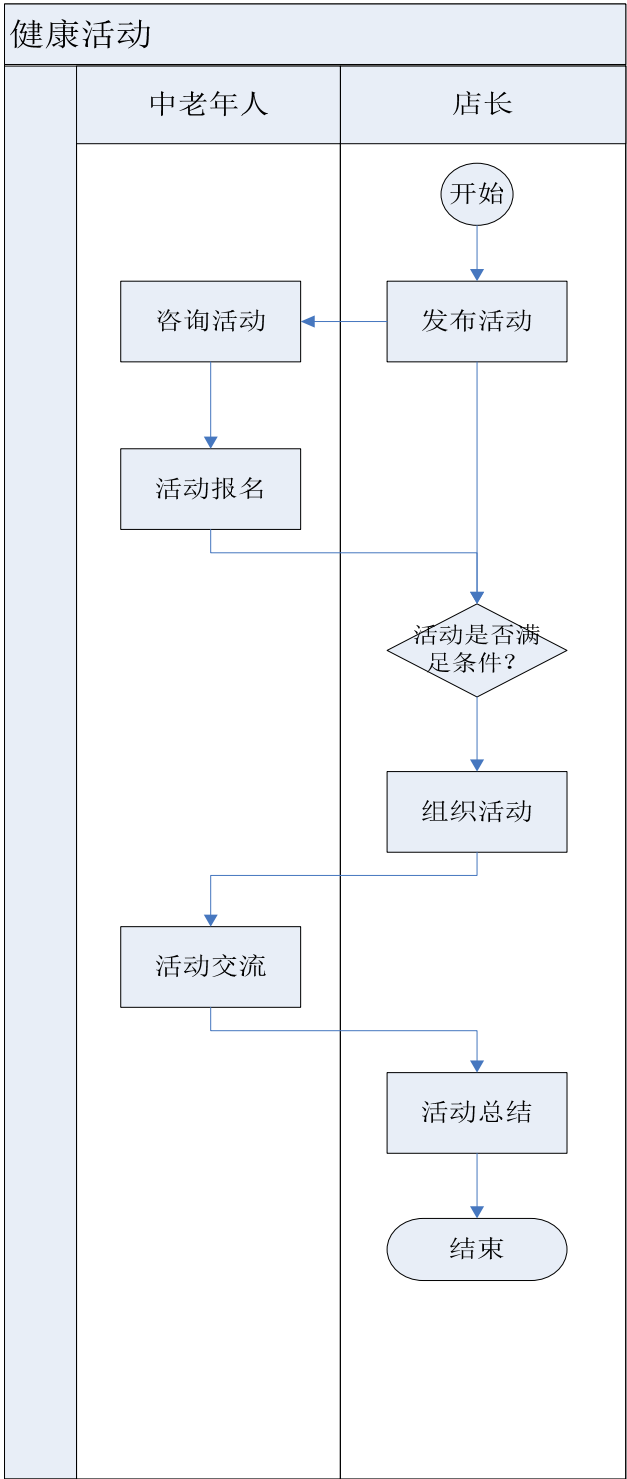 健康活动
中老年人
店长
开始
咨询活动
发布活动
活动报名
活动是否满
足条件？
组织活动
活动交流
活动总结
结束